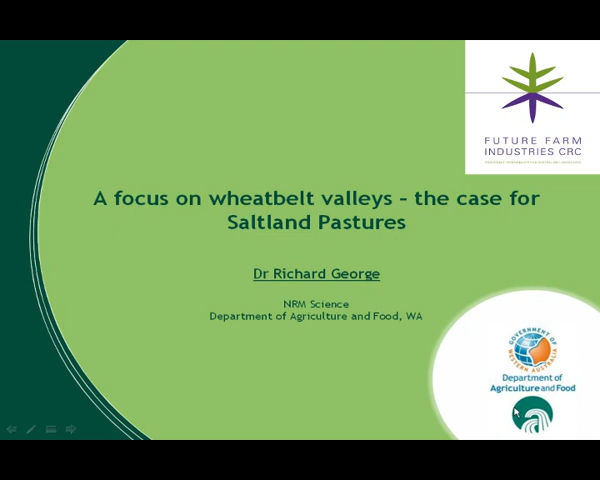 FUTURE FARM
INDUSTRIES CRC
A focus on wheatbelt valleys - the case for
Saltland Pastures
Dr Richard George
NRM Science
Department of Agriculture and Food, WA
GOVERNMENT OF
WESTERN AUSTRALIA
Department of
Agriculture and Food